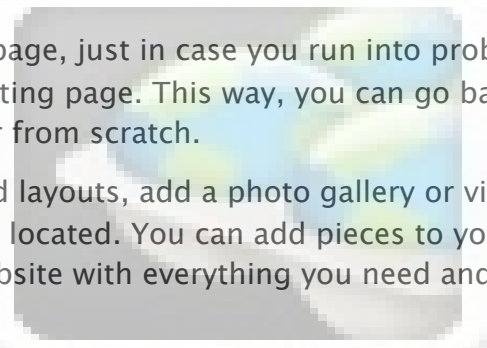 page, just in case you run into prob
ting page. This way, you can go ba
r from scratch.
d layouts, add a photo gallery or vi
located. You can add pieces to yo
bsite with everything you need and